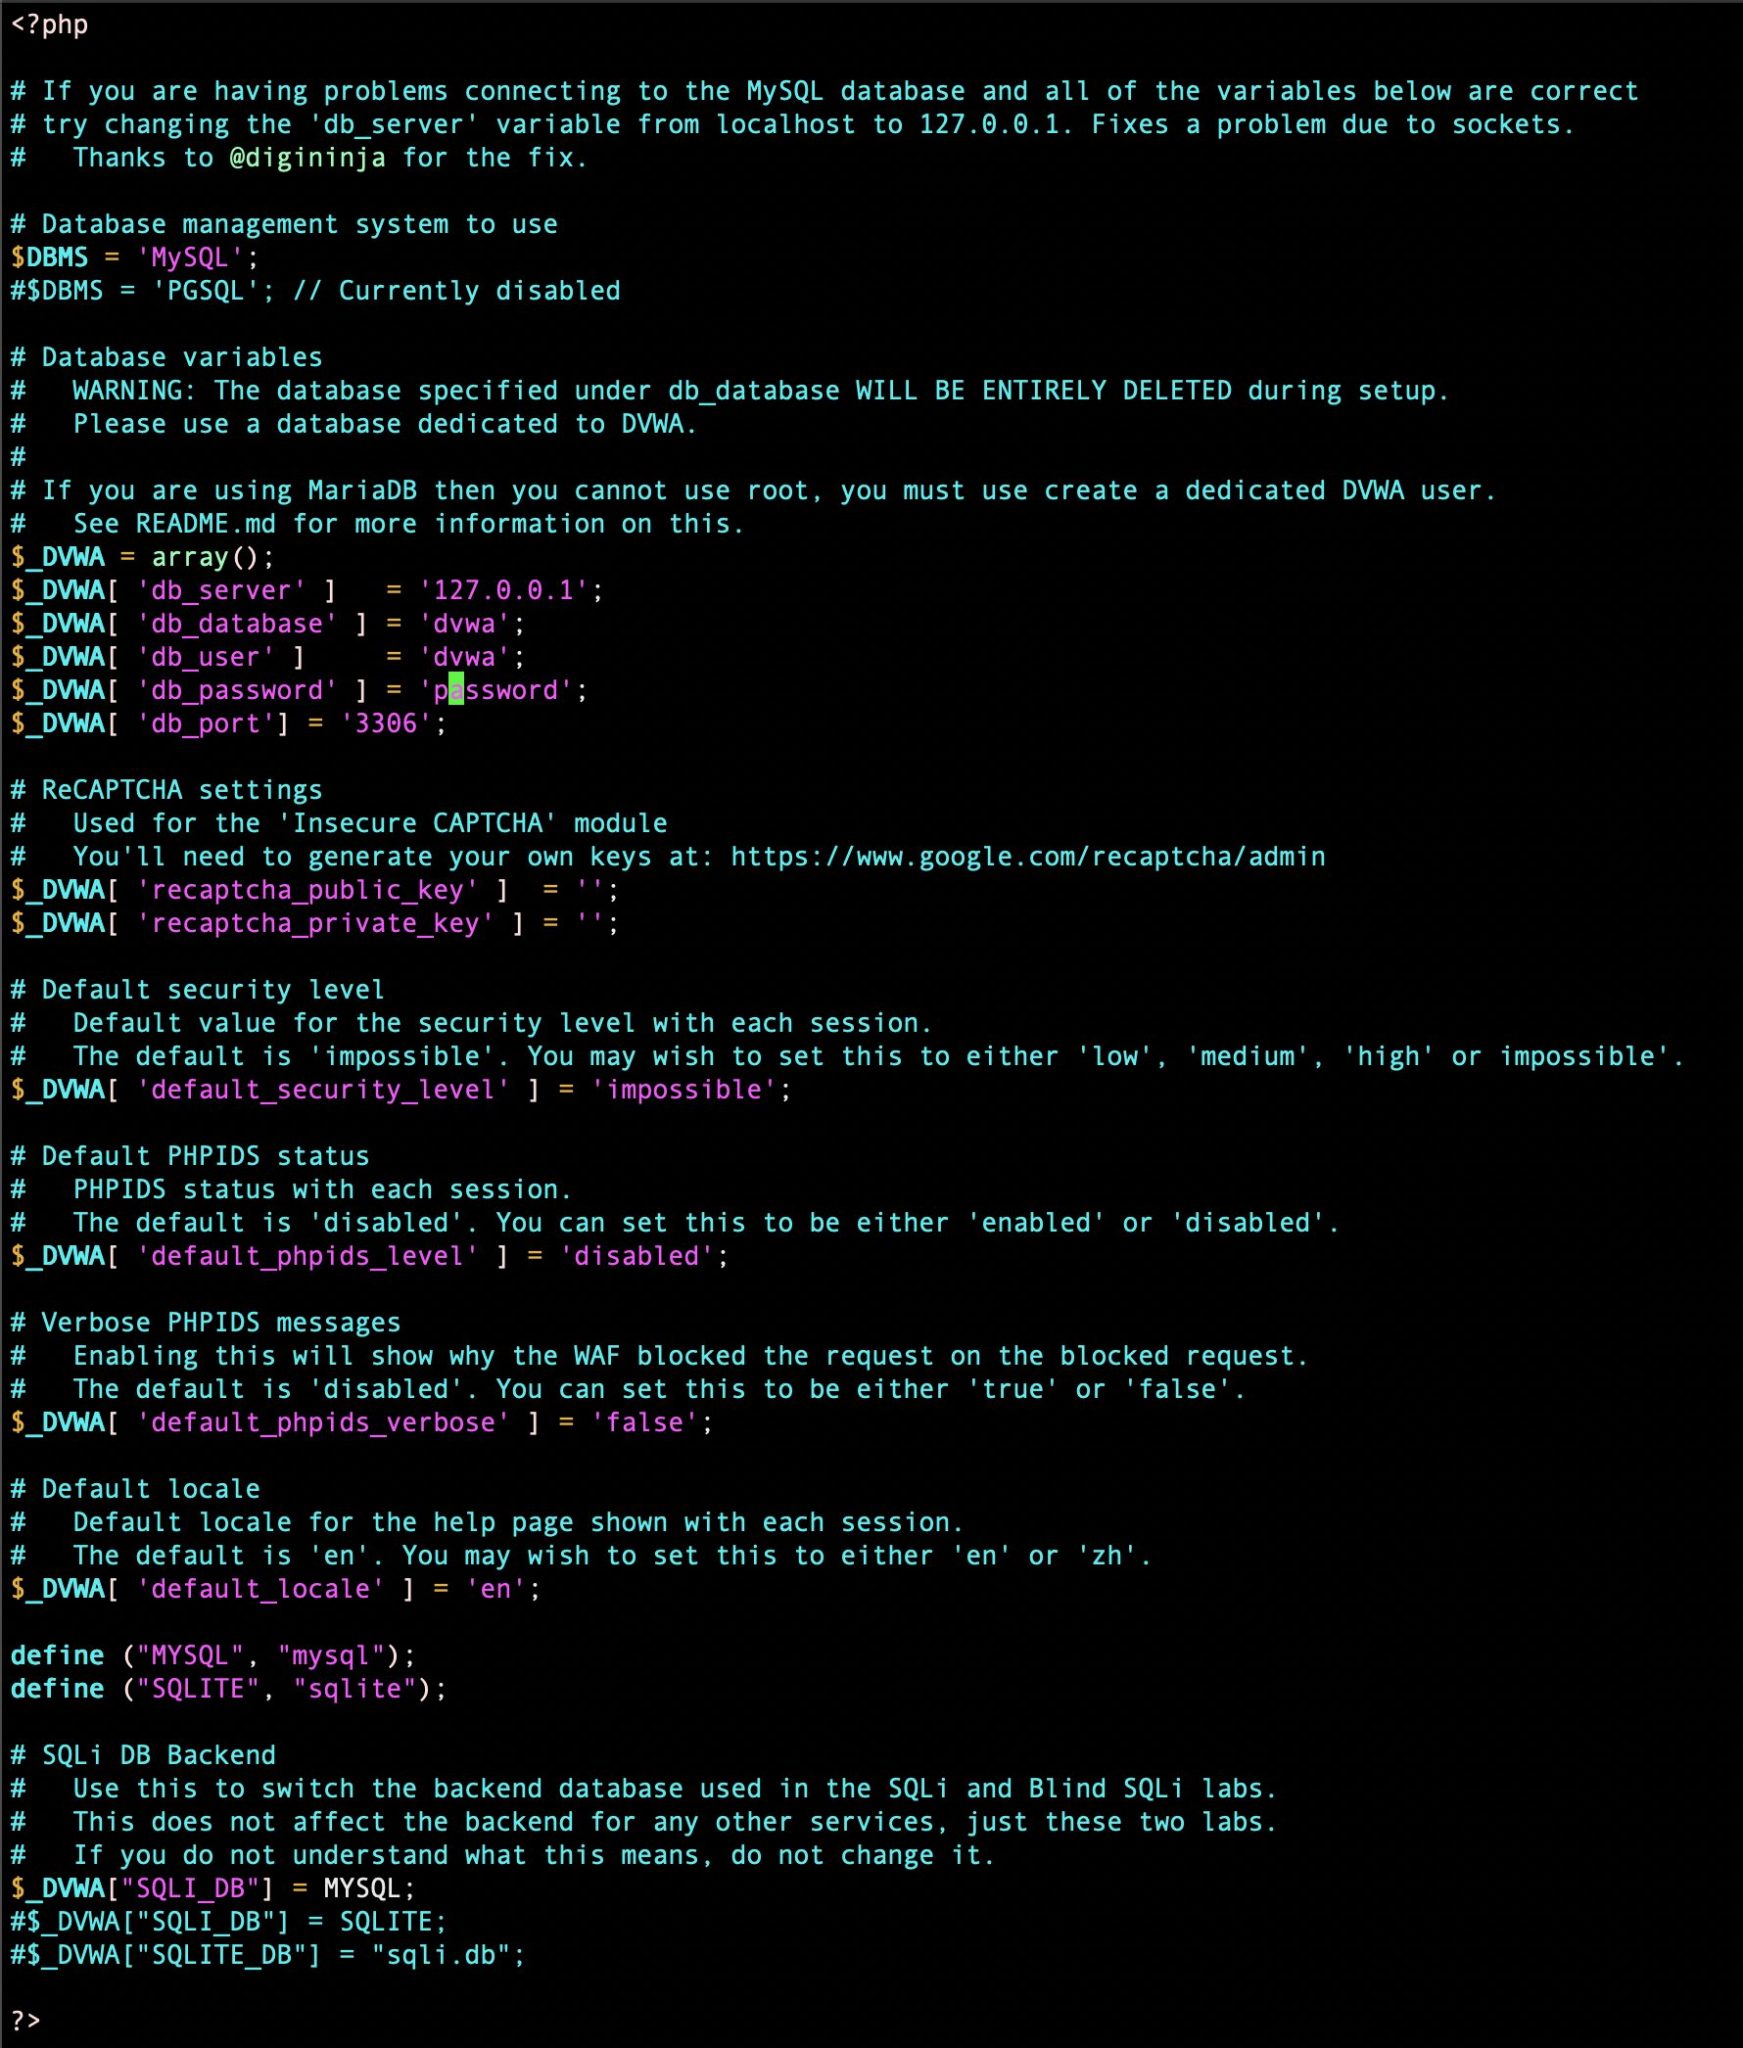 <?php

# If you are having problems connecting to the MySQL database and all of the variables below are correct
# try changing the 'db_server' variable from localhost to 127.0.0.1. Fixes a problem due to sockets.
#   Thanks to @digininja for the fix.

# Database management system to use
$DBMS = 'MySQL';
#$DBMS = 'PGSQL'; // Currently disabled

# Database variables
#   WARNING: The database specified under db_database WILL BE ENTIRELY DELETED during setup.
#   Please use a database dedicated to DVWA.
#
# If you are using MariaDB then you cannot use root, you must use create a dedicated DVWA user.
#   See README.md for more information on this.
$_DVWA = array();
$_DVWA[ 'db_server' ]   = '127.0.0.1';
$_DVWA[ 'db_database' ] = 'dvwa';
$_DVWA[ 'db_user' ]     = 'dvwa';
$_DVWA[ 'db_password' ] = 'password';
$_DVWA[ 'db_port'] = '3306';

# ReCAPTCHA settings
#   Used for the 'Insecure CAPTCHA' module
#   You'll need to generate your own keys at: https://www.google.com/recaptcha/admin
$_DVWA[ 'recaptcha_public_key' ]  = '';
$_DVWA[ 'recaptcha_private_key' ] = '';

# Default security level
#   Default value for the security level with each session.
#   The default is 'impossible'. You may wish to set this to either 'low', 'medium', 'high' or impossible'.
$_DVWA[ 'default_security_level' ] = 'impossible';

# Default PHPIDS status
#   PHPIDS status with each session.
#   The default is 'disabled'. You can set this to be either 'enabled' or 'disabled'.
$_DVWA[ 'default_phpids_level' ] = 'disabled';

# Verbose PHPIDS messages
#   Enabling this will show why the WAF blocked the request on the blocked request.
#   The default is 'disabled'. You can set this to be either 'true' or 'false'.
$_DVWA[ 'default_phpids_verbose' ] = 'false';

# Default locale
#   Default locale for the help page shown with each session.
#   The default is 'en'. You may wish to set this to either 'en' or 'zh'.
$_DVWA[ 'default_locale' ] = 'en';

define ("MYSQL", "mysql");
define ("SQLITE", "sqlite");

# SQLi DB Backend
#   Use this to switch the backend database used in the SQLi and Blind SQLi labs.
#   This does not affect the backend for any other services, just these two labs.
#   If you do not understand what this means, do not change it.
$_DVWA["SQLI_DB"] = MYSQL;
#$_DVWA["SQLI_DB"] = SQLITE;
#$_DVWA["SQLITE_DB"] = "sqli.db";

?>